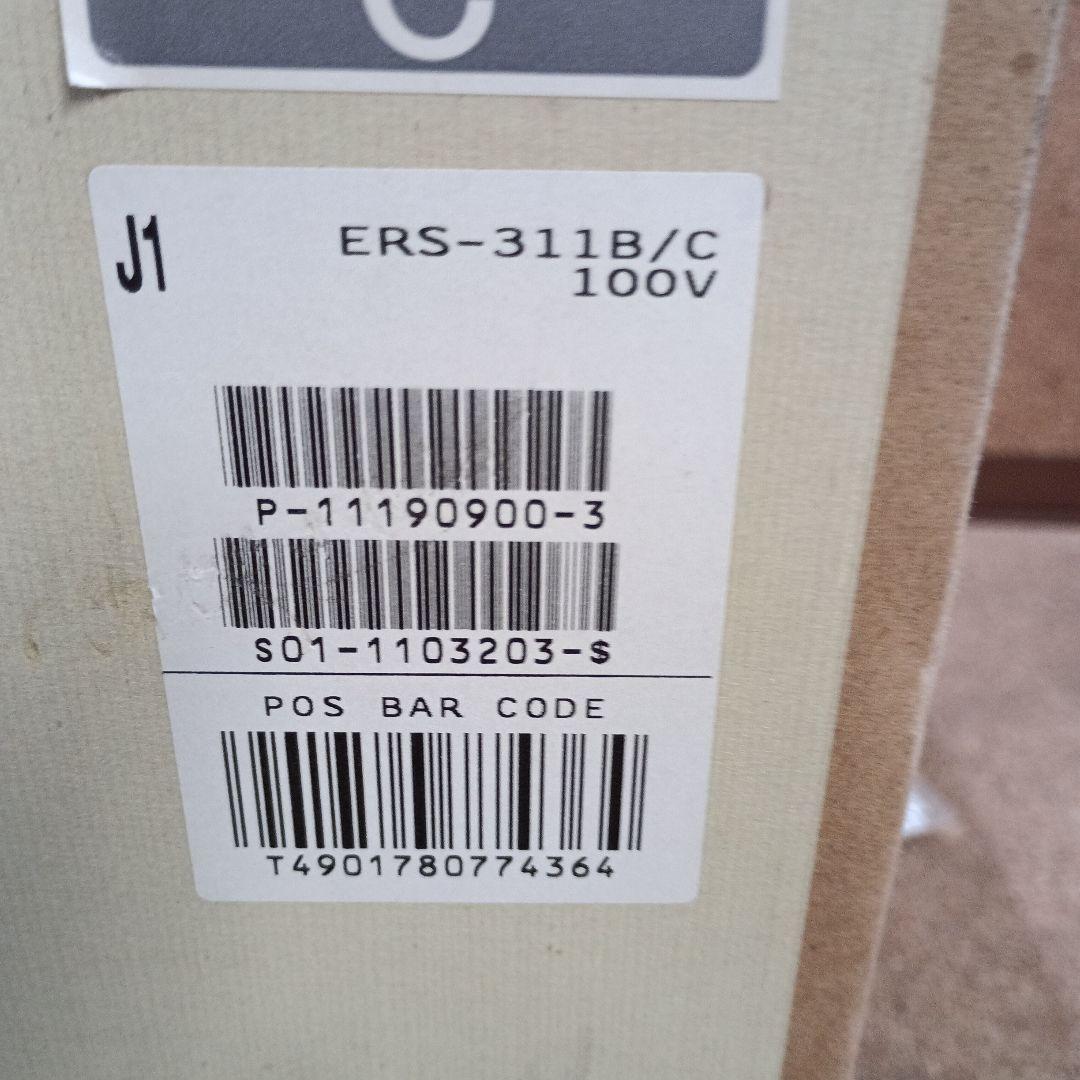 J1
ERS-311B/C
100V
P-11190900-3
S01-1103203-S
POS BAR CODE
T4901780774364